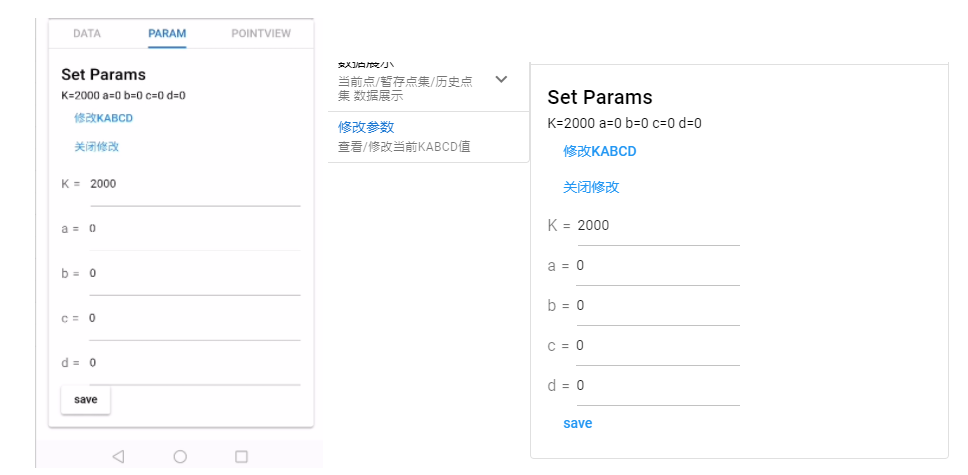 DATA PARAM POINTVIEW
Set Params
K=2000 a=0 b=0 c=0 d=0
修改KABCD
关闭修改
K = 2000
a = 0
b = 0
c = 0
d = 0
save
数据展示
当前点/暂存点集/历史点
集 数据展示
修改参数
查看/修改当前KABCD值
Set Params
K=2000 a=0 b=0 c=0 d=0
修改KABCD
关闭修改
K = 2000
a = 0
b = 0
c = 0
d = 0
save